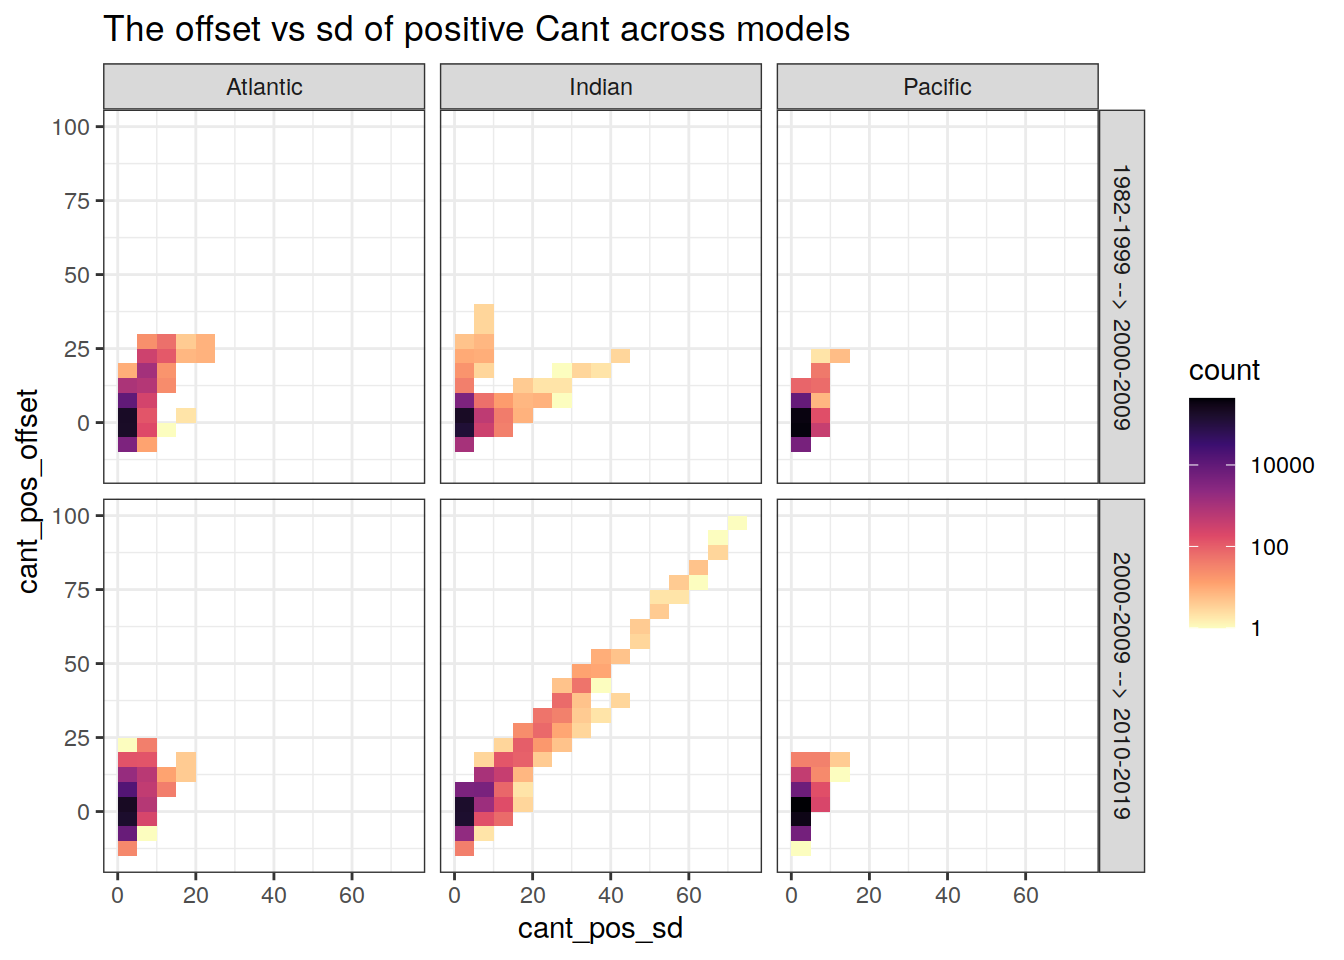 The offset vs sd of positive Cant across models
Atlantic
Indian
Pacific
100
75
50
25
0
1982-1999 --> 2000-2009
100
75
50
25
0
2000-2009 --> 2010-2019
cant_pos_offset
0 20 40 60
0 20 40 60
0 20 40 60
cant_pos_sd
count
10000
100
1